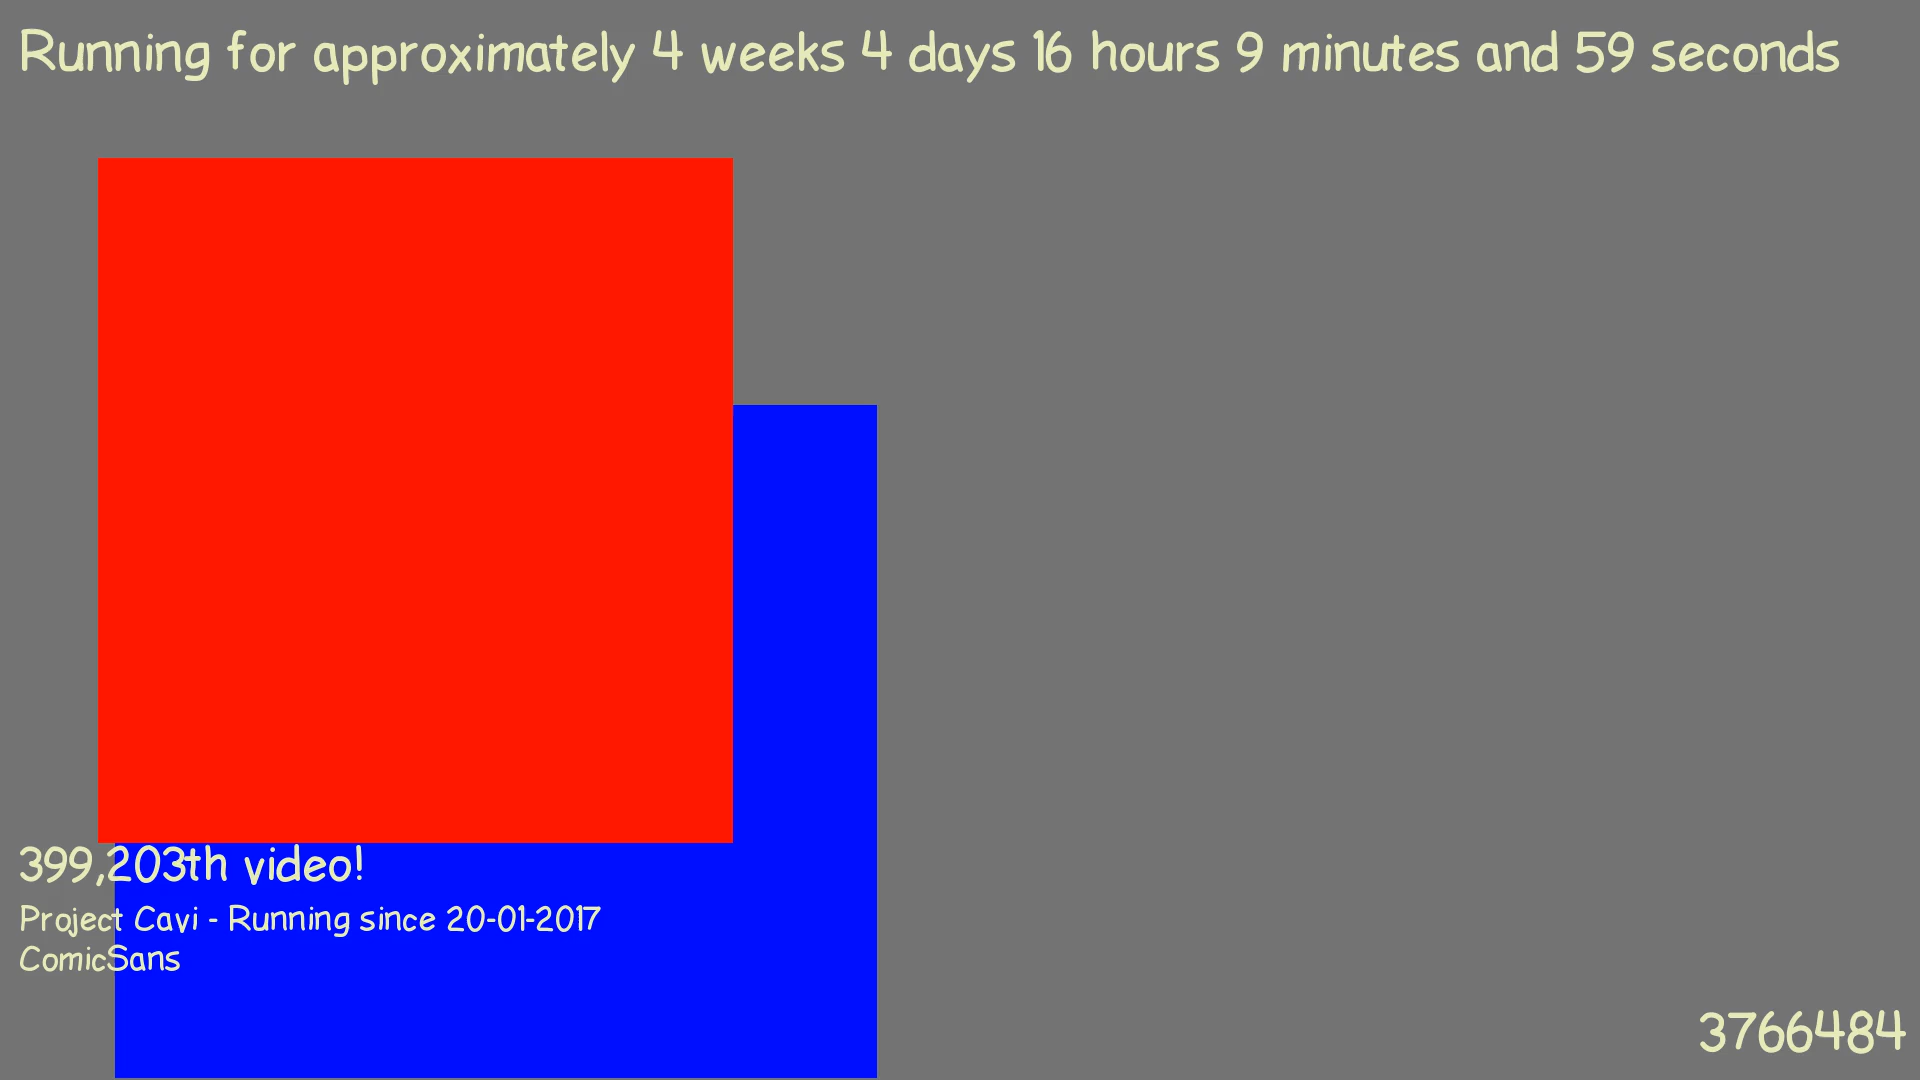 Running for approximately 4 weeks 4 days 16 hours 9 minutes and 59 seconds
399,203th video!
Project Cavi - Running since 20-01-2017
ComicSans
3766484